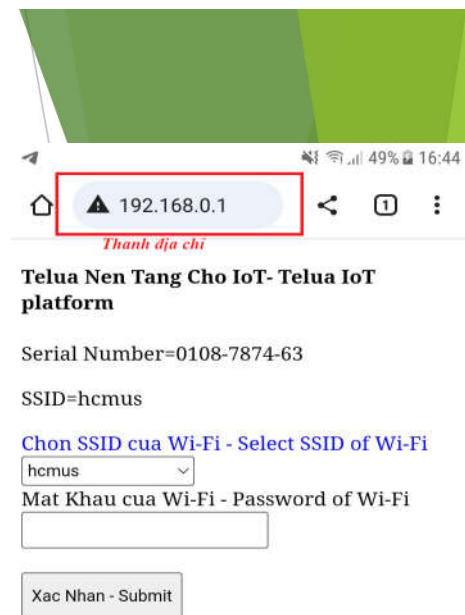 49% 16:44
192.168.0.1 1
Thanh địa chỉ
Telua Nen Tang Cho IoT- Telua IoT
platform
Serial Number=0108-7874-63
SSID=hcmus
Chon SSID cua Wi-Fi - Select SSID of Wi-Fi
hcmus
Mat Khau cua Wi-Fi - Password of Wi-Fi
Xac Nhan - Submit